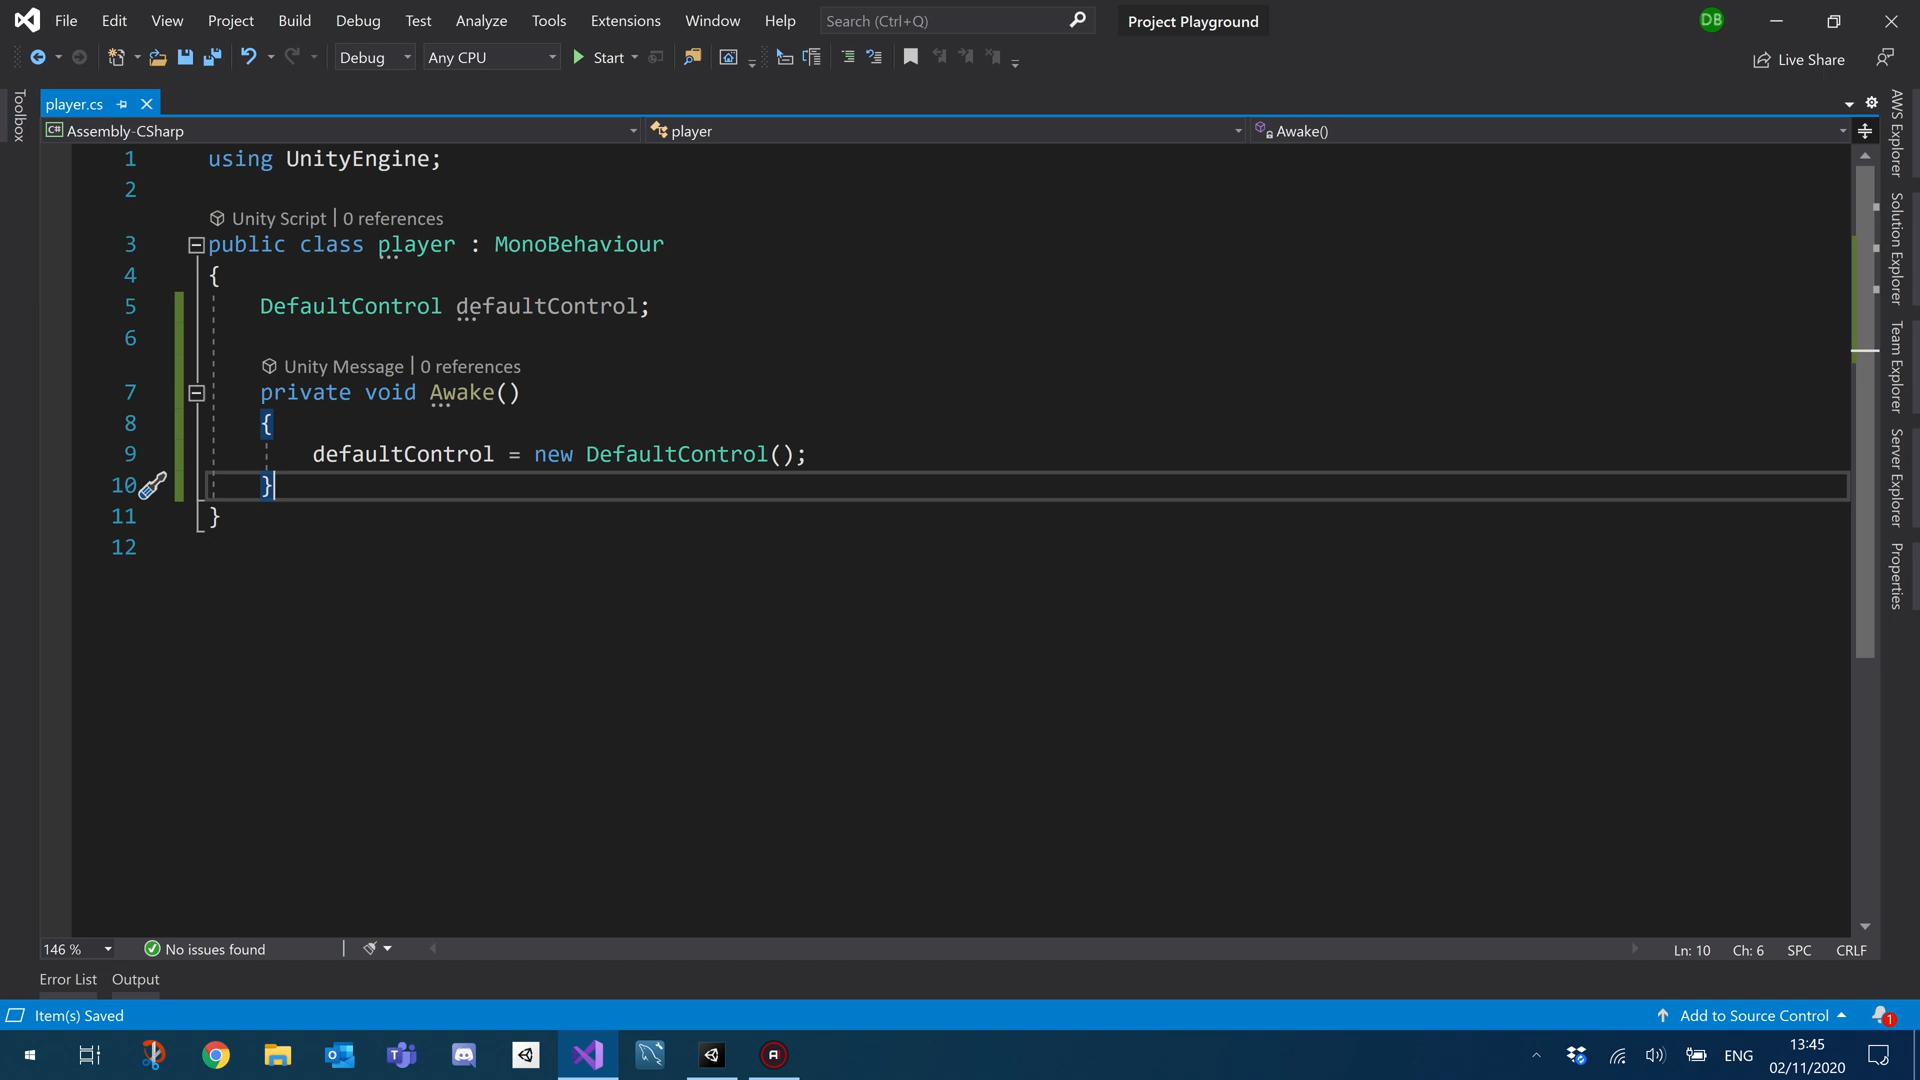 File Edit View Project Build Debug Test Analyze Tools Extensions Window Help Search (Ctrl+Q) Project Playground DB
Debug Any CPU Start Live Share
player.cs
Assembly-CSharp player Awake()
1 using UnityEngine;
2
Unity Script | 0 references
3 public class player : MonoBehaviour
4 {
5 DefaultControl defaultControl;
6
Unity Message | 0 references
7 private void Awake()
8 {
9 defaultControl = new DefaultControl();
10 }
11 }
12
Toolbox
AWS Explorer
Solution Explorer
Team Explorer
Server Explorer
Properties
146 % No issues found Ln: 10 Ch: 6 SPC CRLF
Error List Output
Item(s) Saved Add to Source Control 1
ENG 13:45
02/11/2020